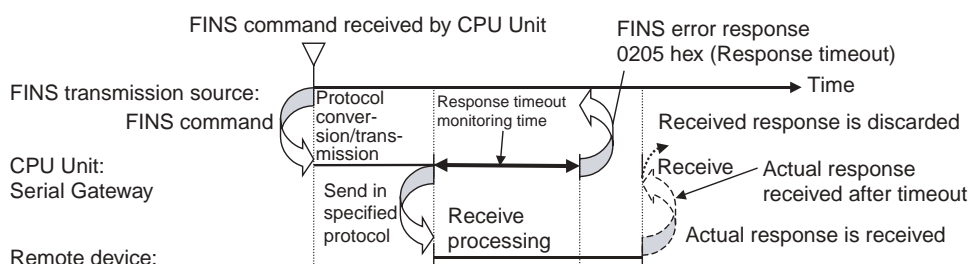 FINS command received by CPU Unit
FINS error response
0205 hex (Response timeout)
Time
FINS transmission source:
FINS command
Protocol
conver-
sion/trans-
mission
Response timeout
monitoring time
Received response is discarded
CPU Unit:
Serial Gateway
Receive
Actual response
received after timeout
Send in
specified
protocol
Receive
processing
Actual response is received
Remote device: